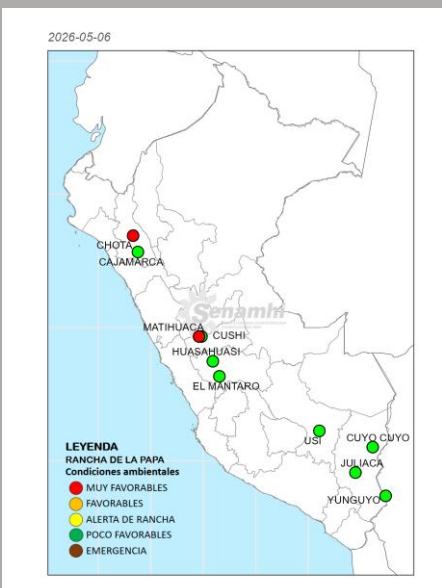 2026-05-06
CHOTA
CAJAMARCA
Senamhi
MATIHUACA
CUSHI
HUASAHUASI
EL MANTARO
USI
CUYO CUYO
JULIACA
YUNGUYO
LEYENDA
RANCHA DE LA PAPA
Condiciones ambientales
MUY FAVORABLES
FAVORABLES
ALERTA DE RANCHA
POCO FAVORABLES
EMERGENCIA